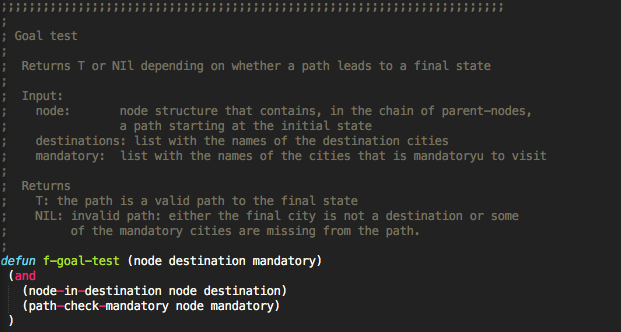 ;;;;;;;;;;;;;;;;;;;;;;;;;;;;;;;;;;;;;;;;;;;;;;;;;;;;;;;;;;;;;;;;;;;;;;;;
;
; Goal test
;
;  Returns T or NIl depending on whether a path leads to a final state
;
;  Input:
;    node:       node structure that contains, in the chain of parent-nodes,
;                a path starting at the initial state
;    destinations: list with the names of the destination cities
;    mandatory:  list with the names of the cities that is mandatoryu to visit
;
;  Returns
;    T: the path is a valid path to the final state
;    NIL: invalid path: either the final city is not a destination or some
;         of the mandatory cities are missing from the path.
;
defun f-goal-test (node destination mandatory)
 (and
   (node-in-destination node destination)
   (path-check-mandatory node mandatory)
 )